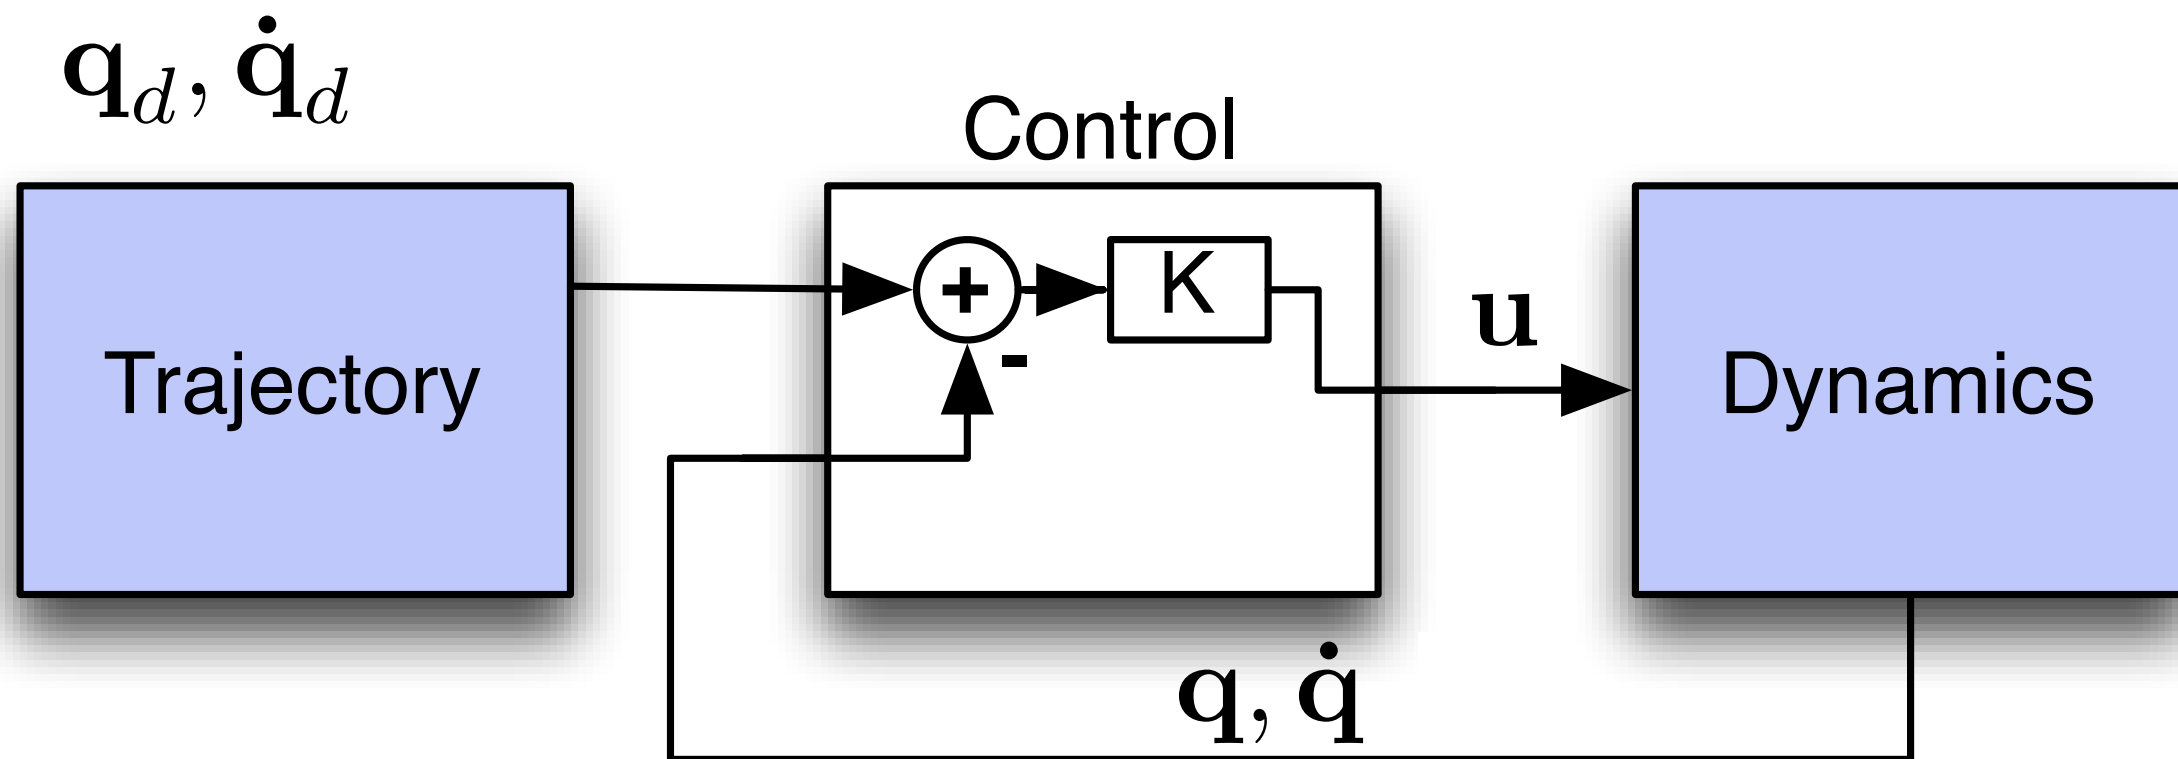 q_d, q̇_d
Control
+
K
-
u
Trajectory
Dynamics
q, q̇